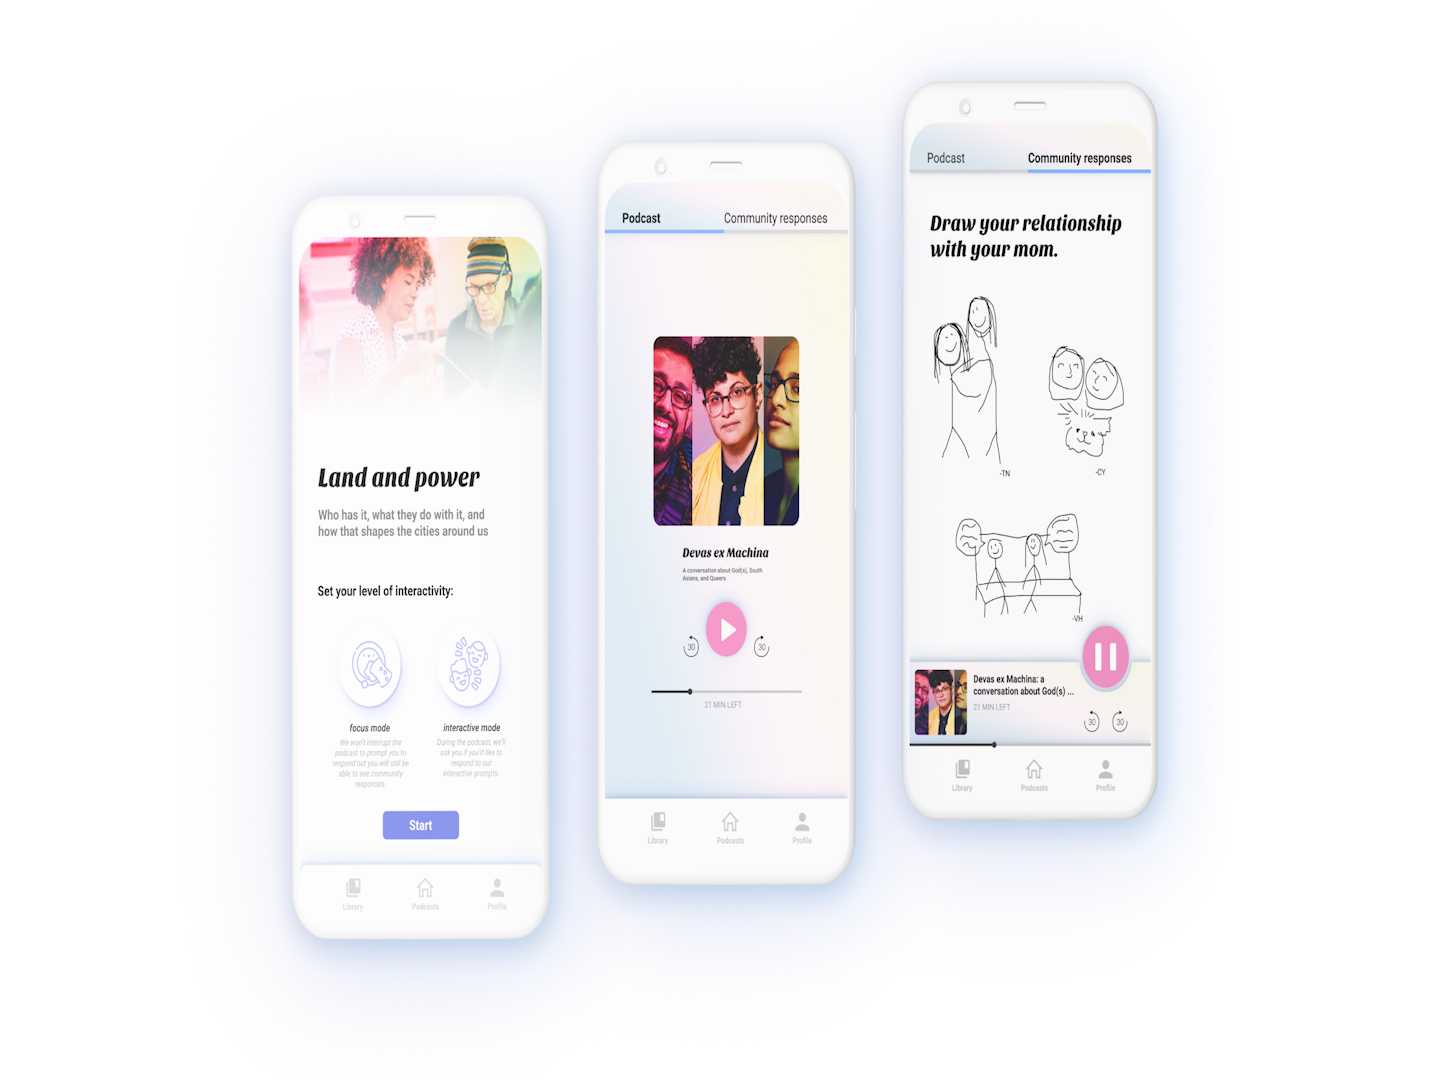 Land and power
Who has it, what they do with it, and
how that shapes the cities around us
Set your level of interactivity:
focus mode
We won't interrupt the
podcast to prompt you to
respond but you will still be
able to see community
responses.
interactive mode
During the podcast, we'll
ask you if you'd like to
respond to our
interactive prompts.
Start
Library
Podcasts
Profile
Podcast
Community responses
Devas ex Machina
A conversation about God(s), South
Asians, and Queers
30
30
21 MIN LEFT
Library
Podcasts
Profile
Podcast
Community responses
Draw your relationship
with your mom.
-TN
-CY
-VH
Devas ex Machina: a
conversation about God(s) ...
21 MIN LEFT
30
30
Library
Podcasts
Profile